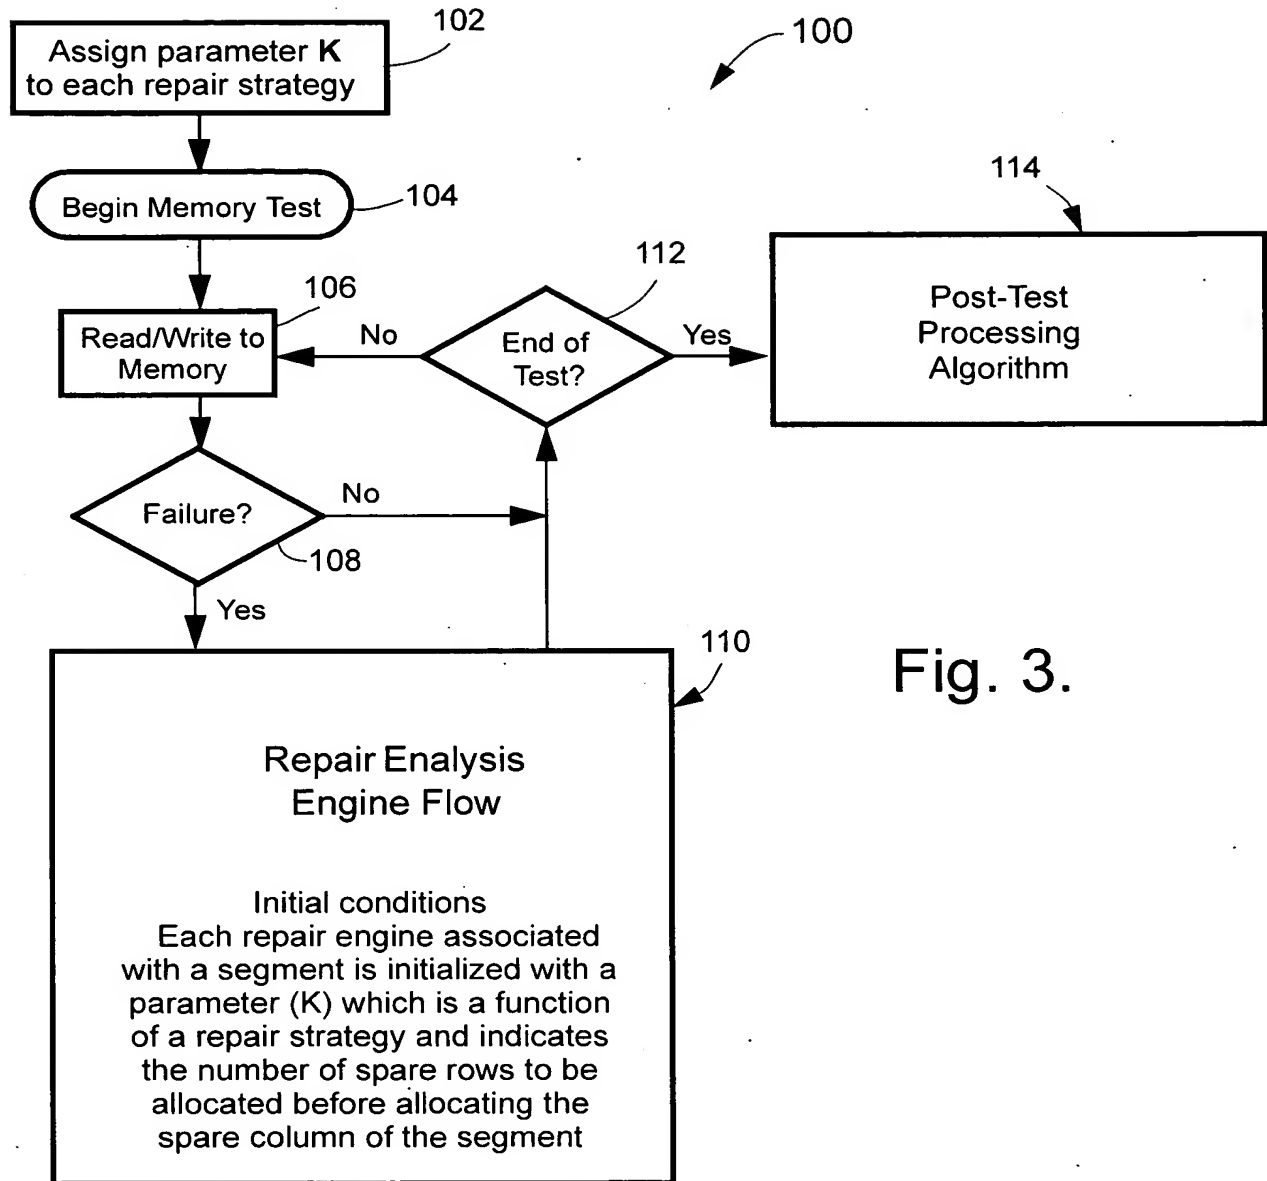 102
Assign parameter K
to each repair strategy
100
Begin Memory Test
104
114
112
106
Read/Write to
Memory
No
End of
Test?
Yes
Post-Test
Processing
Algorithm
Failure?
No
108
Yes
110
Fig. 3.
Repair Enalysis
Engine Flow
Initial conditions
Each repair engine associated
with a segment is initialized with a
parameter (K) which is a function
of a repair strategy and indicates
the number of spare rows to be
allocated before allocating the
spare column of the segment